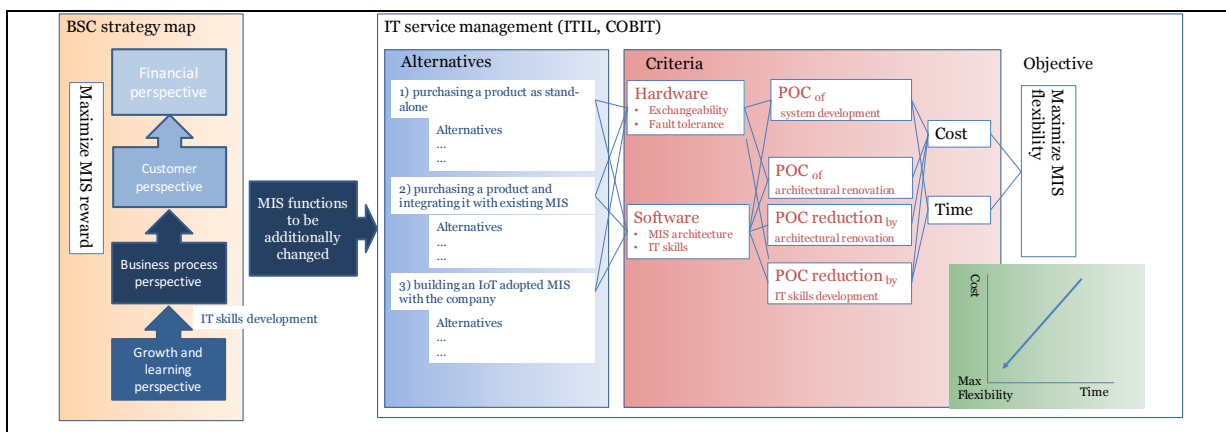 BSC strategy map
Maximize MIS reward
Financial
perspective
Customer
perspective
Business process
perspective
IT skills development
Growth and
learning perspective
MIS functions
to be
additionally
changed
IT service management (ITIL, COBIT)
Alternatives
1) purchasing a product as stand-
alone
Alternatives
...
...
2) purchasing a product and
integrating it with existing MIS
Alternatives
...
...
3) building an IoT adopted MIS
with the company
Alternatives
...
...
Criteria
Hardware
• Exchangeability
• Fault tolerance
Software
• MIS architecture
• IT skills
POC of
system development
POC of
architectural renovation
POC reduction by
architectural renovation
POC reduction by
IT skills development
Cost
Time
Objective
Maximize MIS
flexibility
Cost
Max
Flexibility
Time